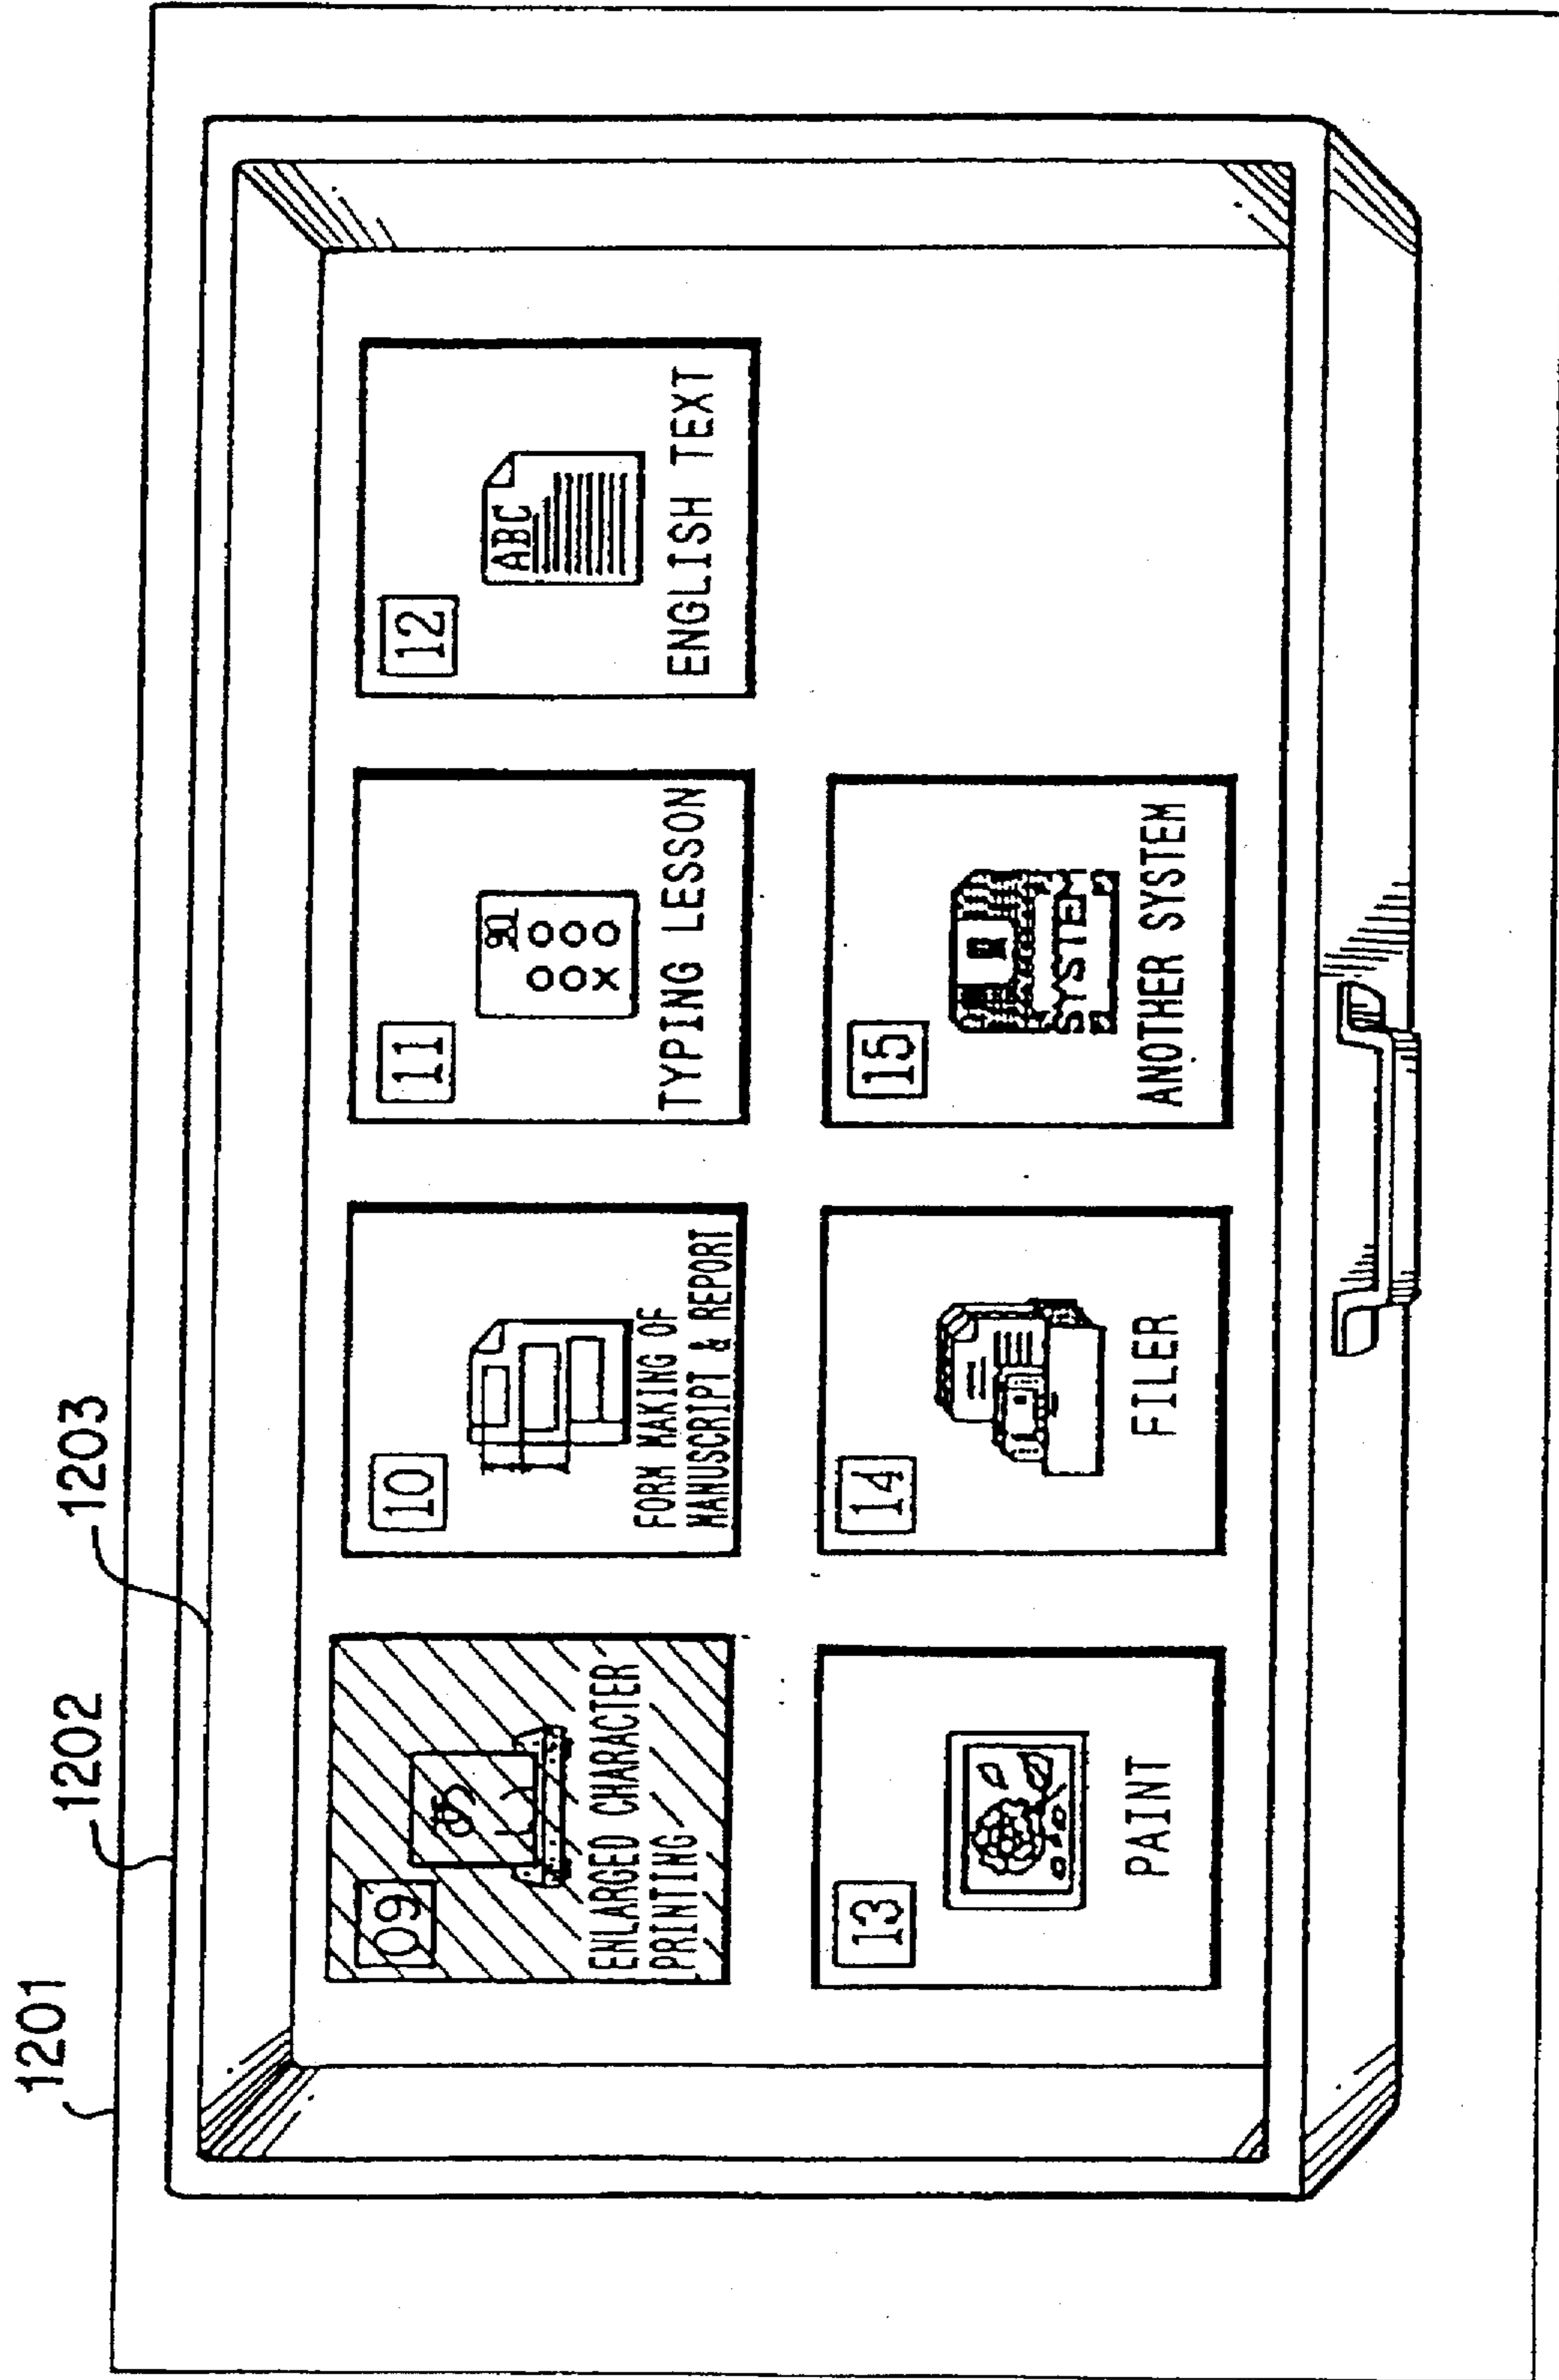 1201
1202
1203
09
ENLARGED CHARACTER
PRINTING
10
FORM MAKING OF
MANUSCRIPT & REPORT
11
90
TYPING LESSON
12
ABC
ENGLISH TEXT
13
PAINT
14
FILER
15
SYSTEM
ANOTHER SYSTEM